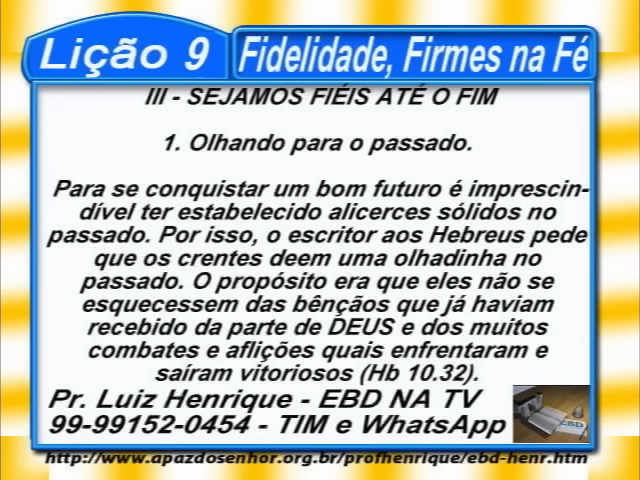 Lição 9
Fidelidade, Firmes na Fé
III - SEJAMOS FIÉIS ATÉ O FIM
1. Olhando para o passado.
Para se conquistar um bom futuro é imprescin-
dível ter estabelecido alicerces sólidos no
passado. Por isso, o escritor aos Hebreus pede
que os crentes deem uma olhadinha no
passado. O propósito era que eles não se
esquecessem das bênçãos que já haviam
recebido da parte de DEUS e dos muitos
combates e aflições quais enfrentaram e
saíram vitoriosos (Hb 10.32).
Pr. Luiz Henrique - EBD NA TV
99-99152-0454 - TIM e WhatsApp
EBD
http://www.apazdosenhor.org.br/profhenrique/ebd-henr.htm